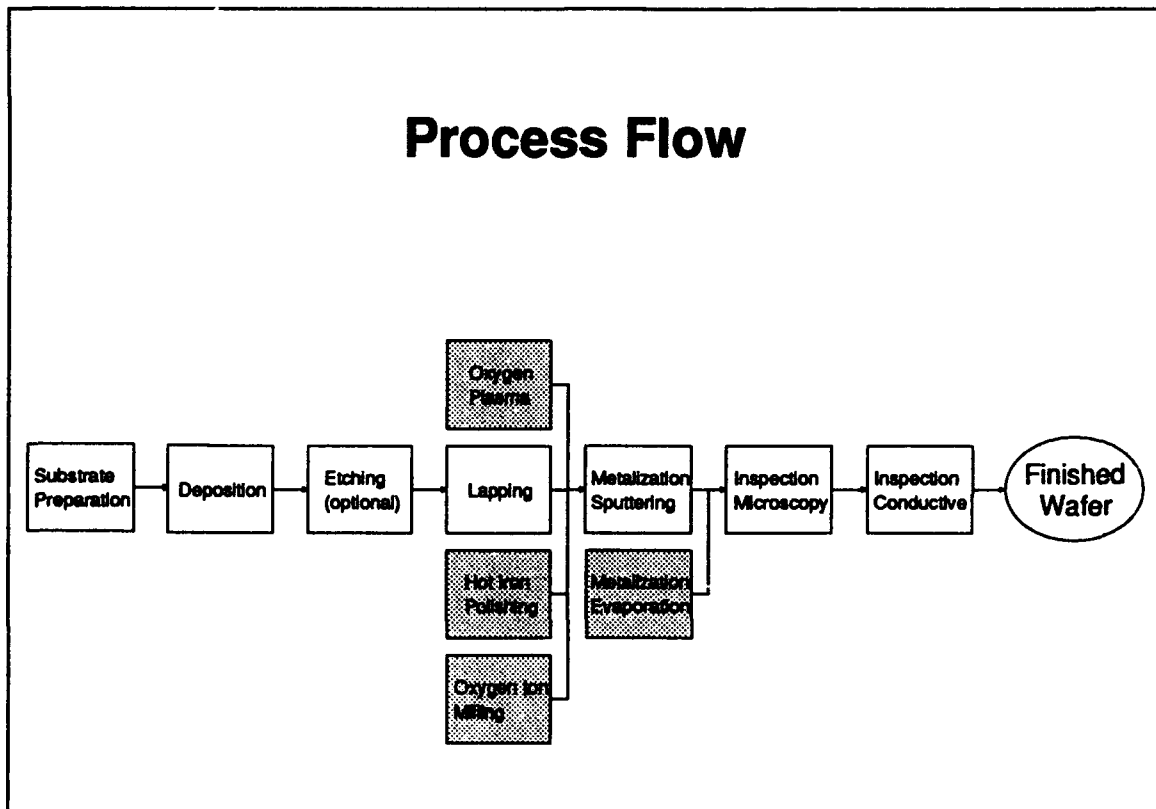 Process Flow
Oxygen
Plasma
Substrate
Preparation
Deposition
Etching
(optional)
Lapping
Metalization
Sputtering
Inspection
Microscopy
Inspection
Conductive
Finished
Wafer
Hot Iron
Polishing
Metalization
Evaporation
Oxygen Ion
Milling